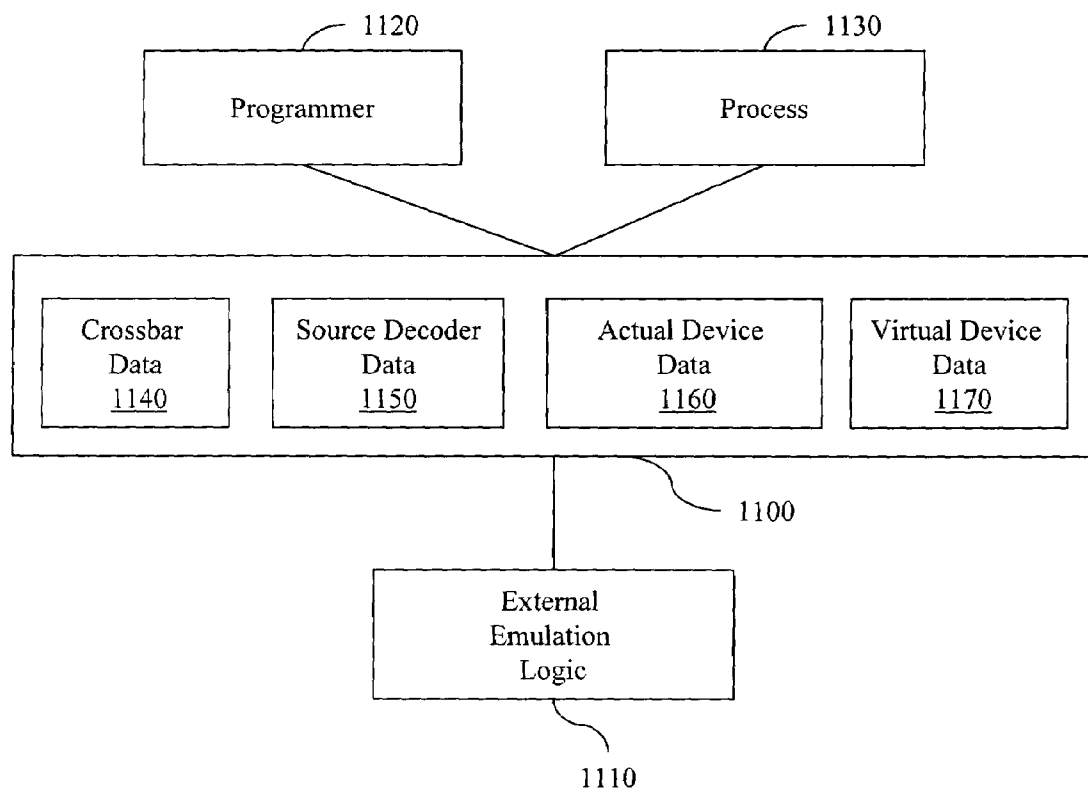 1120
1130
Programmer
Process
Crossbar
Data
1140
Source Decoder
Data
1150
Actual Device
Data
1160
Virtual Device
Data
1170
1100
External
Emulation
Logic
1110